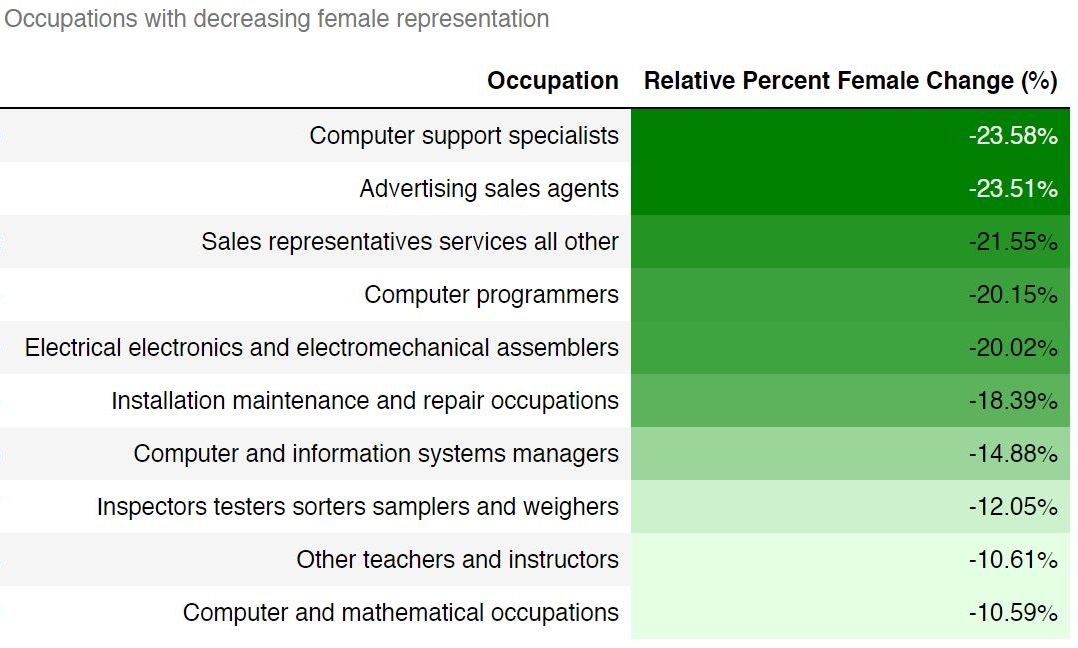 Occupations with decreasing female representation
Occupation Relative Percent Female Change (%)
Computer support specialists -23.58%
Advertising sales agents -23.51%
Sales representatives services all other -21.55%
Computer programmers -20.15%
Electrical electronics and electromechanical assemblers -20.02%
Installation maintenance and repair occupations -18.39%
Computer and information systems managers -14.88%
Inspectors testers sorters samplers and weighers -12.05%
Other teachers and instructors -10.61%
Computer and mathematical occupations -10.59%